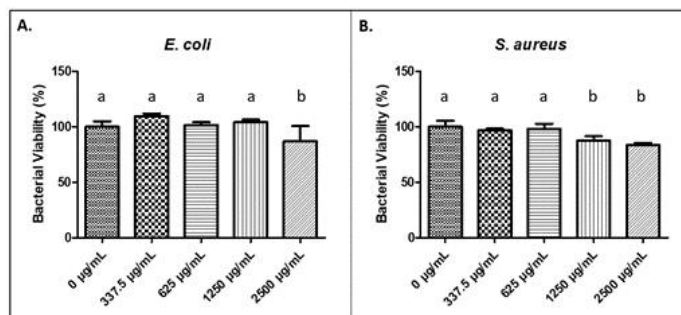 A.
E. coli
150
100
50
0
Bacterial Viability (%)
a a a a b
0 µg/mL
337.5 µg/mL
625 µg/mL
1250 µg/mL
2500 µg/mL
B.
S. aureus
150
100
50
0
Bacterial Viability (%)
a a a b b
0 µg/mL
337.5 µg/mL
625 µg/mL
1250 µg/mL
2500 µg/mL